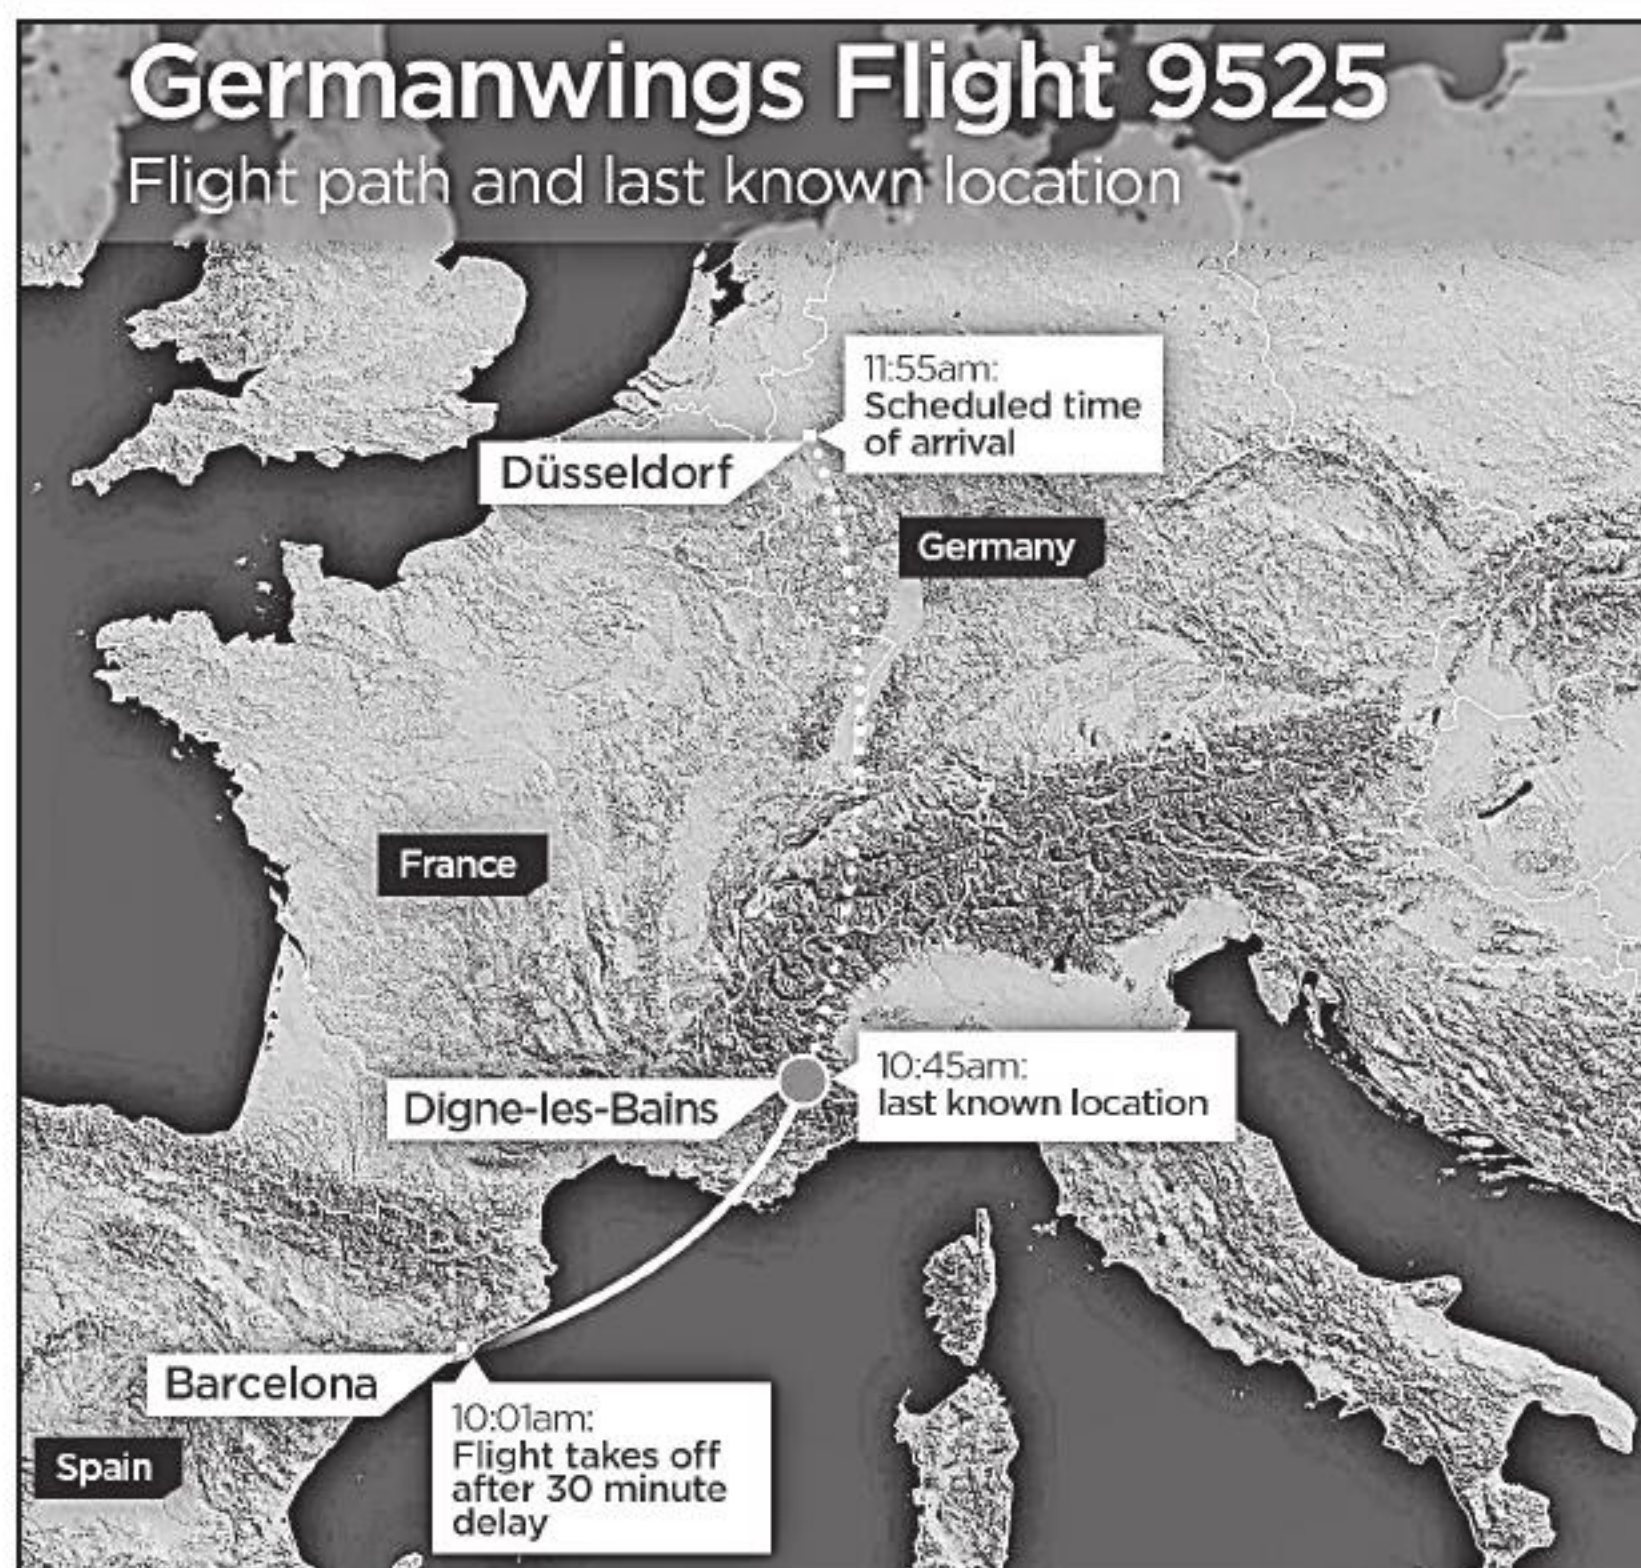 Germanwings Flight 9525
Flight path and last known location
11:55am:
Scheduled time
of arrival
Düsseldorf
Germany
France
10:45am:
last known location
Digne-les-Bains
Barcelona
10:01am:
Flight takes off
after 30 minute
delay
Spain